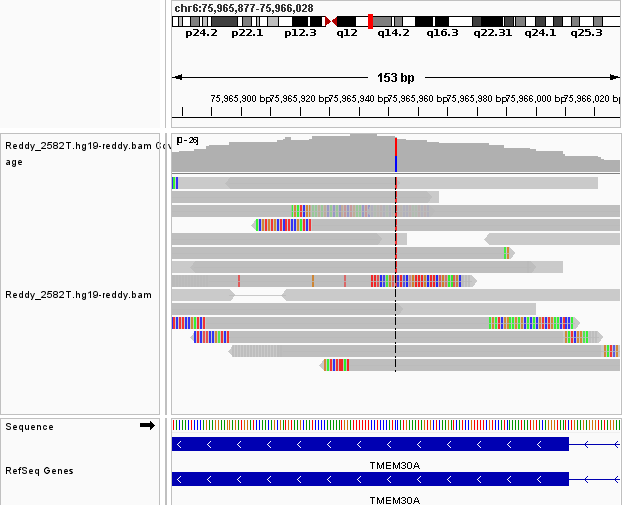 chr6:75,965,877-75,966,028
p24.2 p22.1 p12.3 q12 q14.2 q16.3 q22.31 q24.1 q25.3
153 bp
75,965,900 bp 75,965,920 bp 75,965,940 bp 75,965,960 bp 75,965,980 bp 75,966,000 bp 75,966,020 bp
Reddy_2582T.hg19-reddy.bam Cov
age
[0-26]
Reddy_2582T.hg19-reddy.bam
Sequence
RefSeq Genes
TMEM30A
TMEM30A